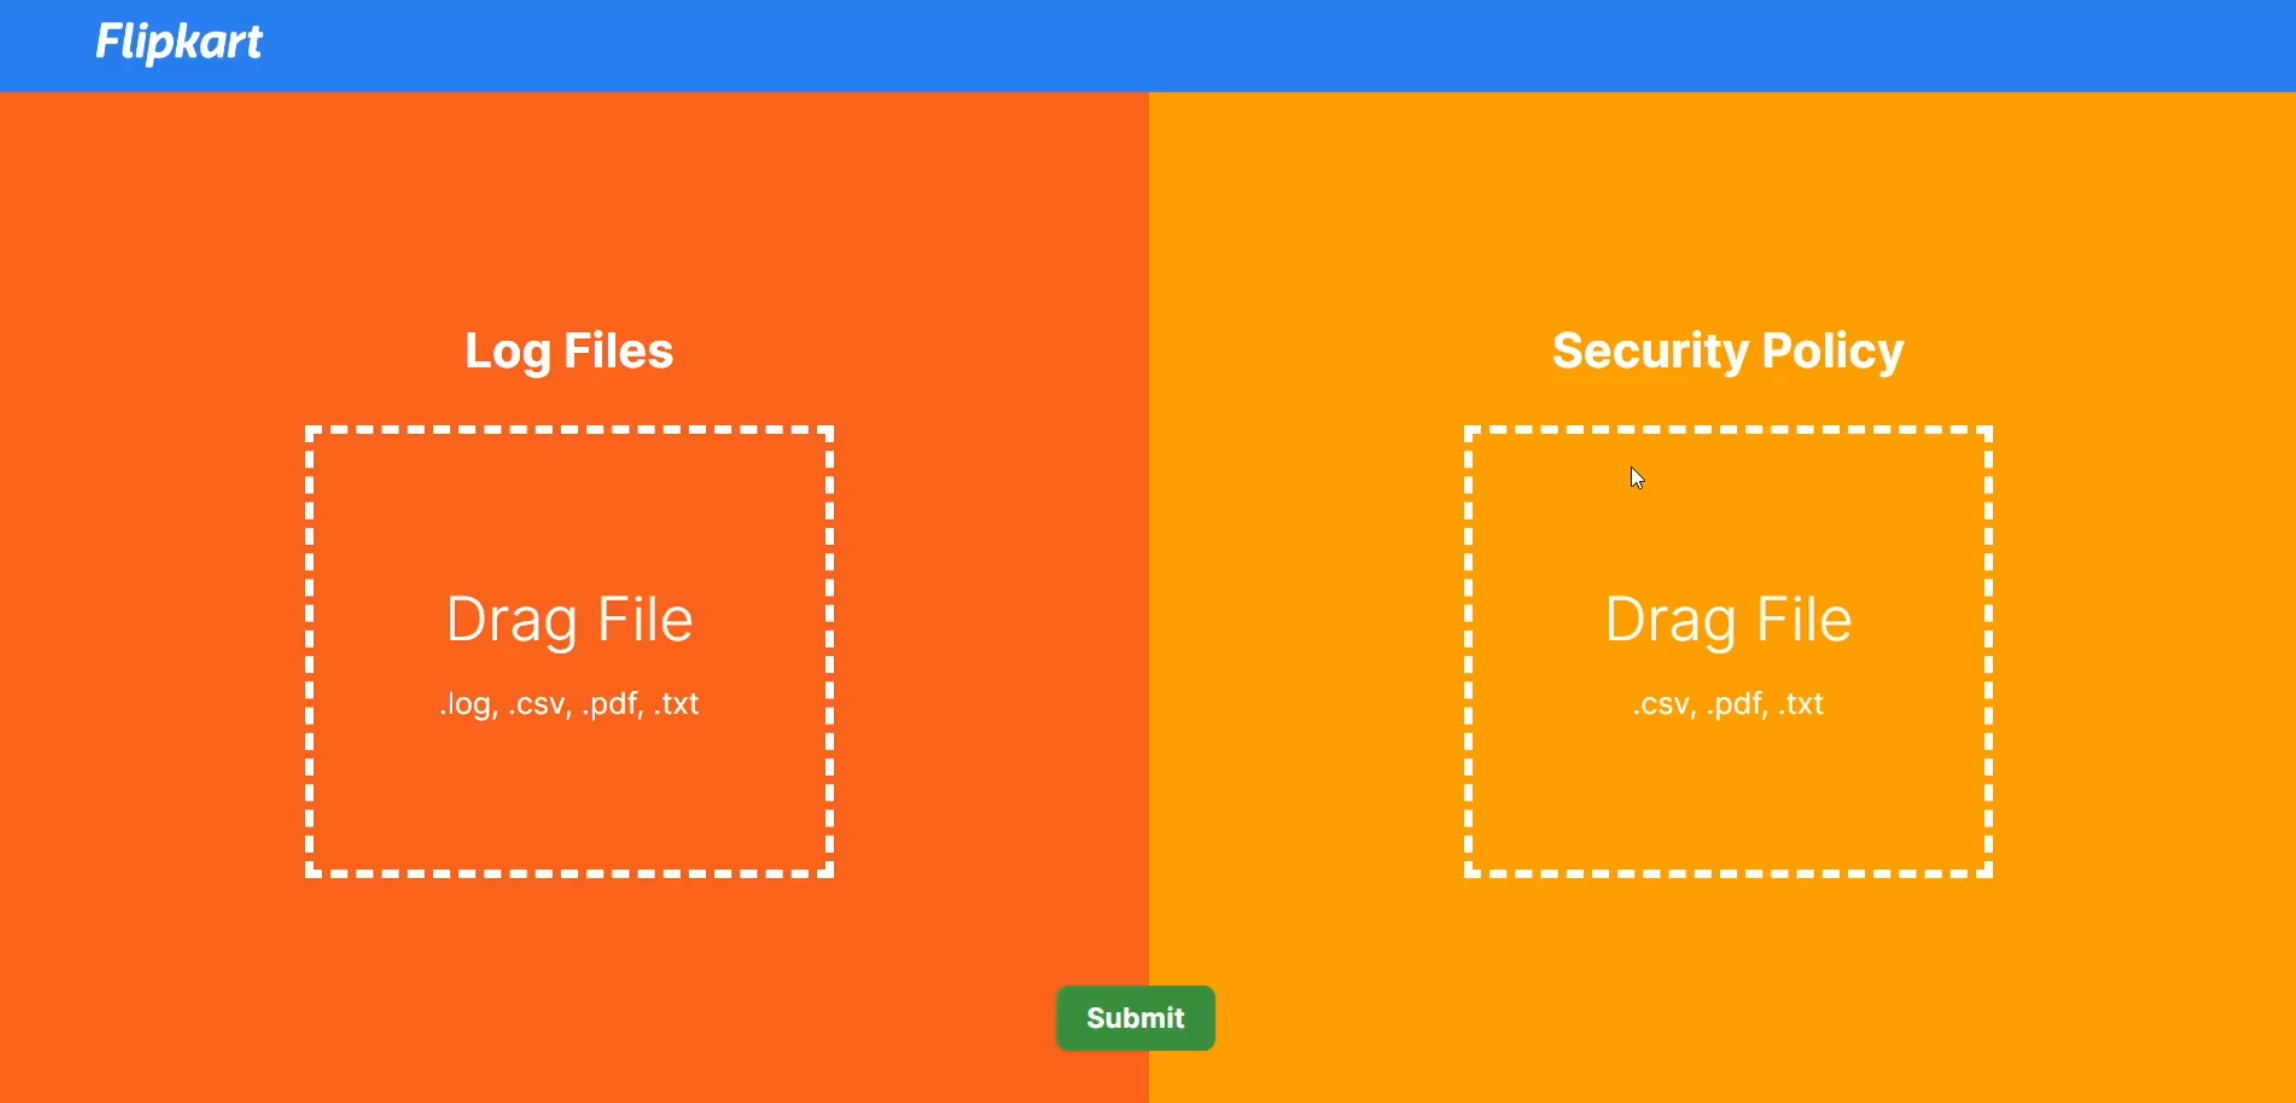 Flipkart
Log Files
Drag File
.log, .csv, .pdf, .txt
Security Policy
Drag File
.csv, .pdf, .txt
Submit